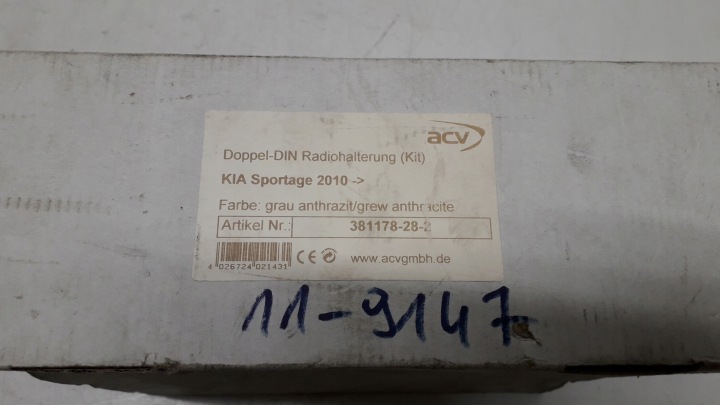 acv
Doppel-DIN Radiohalterung (Kit)
KIA Sportage 2010 ->
Farbe: grau anthrazit/grew anthracite
Artikel Nr.: 381178-28-2
4 026724 021431 CE www.acvgmbh.de
11-9147